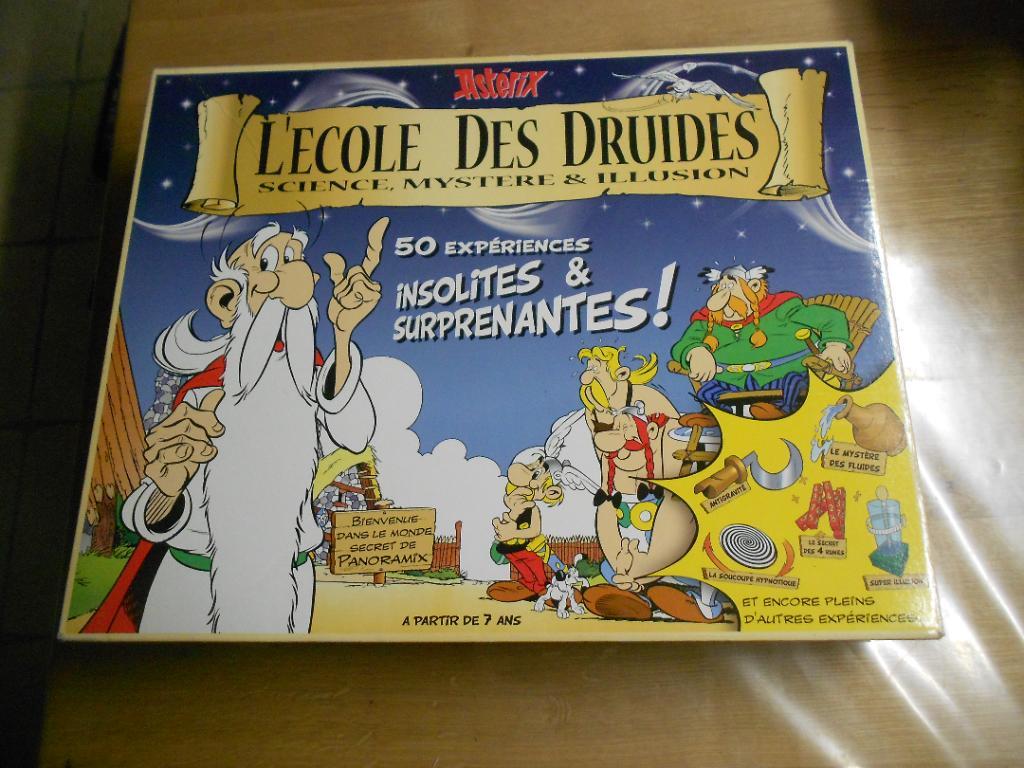 Astérix
L'ECOLE DES DRUIDES
SCIENCE, MYSTERE & ILLUSION
50 EXPÉRIENCES
INSOLITES &
SURPRENANTES!
BIENVENUE
DANS LE MONDE
SECRET DE
PANORAMIX
LE MYSTÈRE
DES FLUIDES
ANTIGRAVITÉ
LE SECRET
DES 4 RUNES
LA SOUCOUPE HYPNOTIQUE
SUPER ILLUSION
ET ENCORE PLEINS
D'AUTRES EXPÉRIENCES
A PARTIR DE 7 ANS